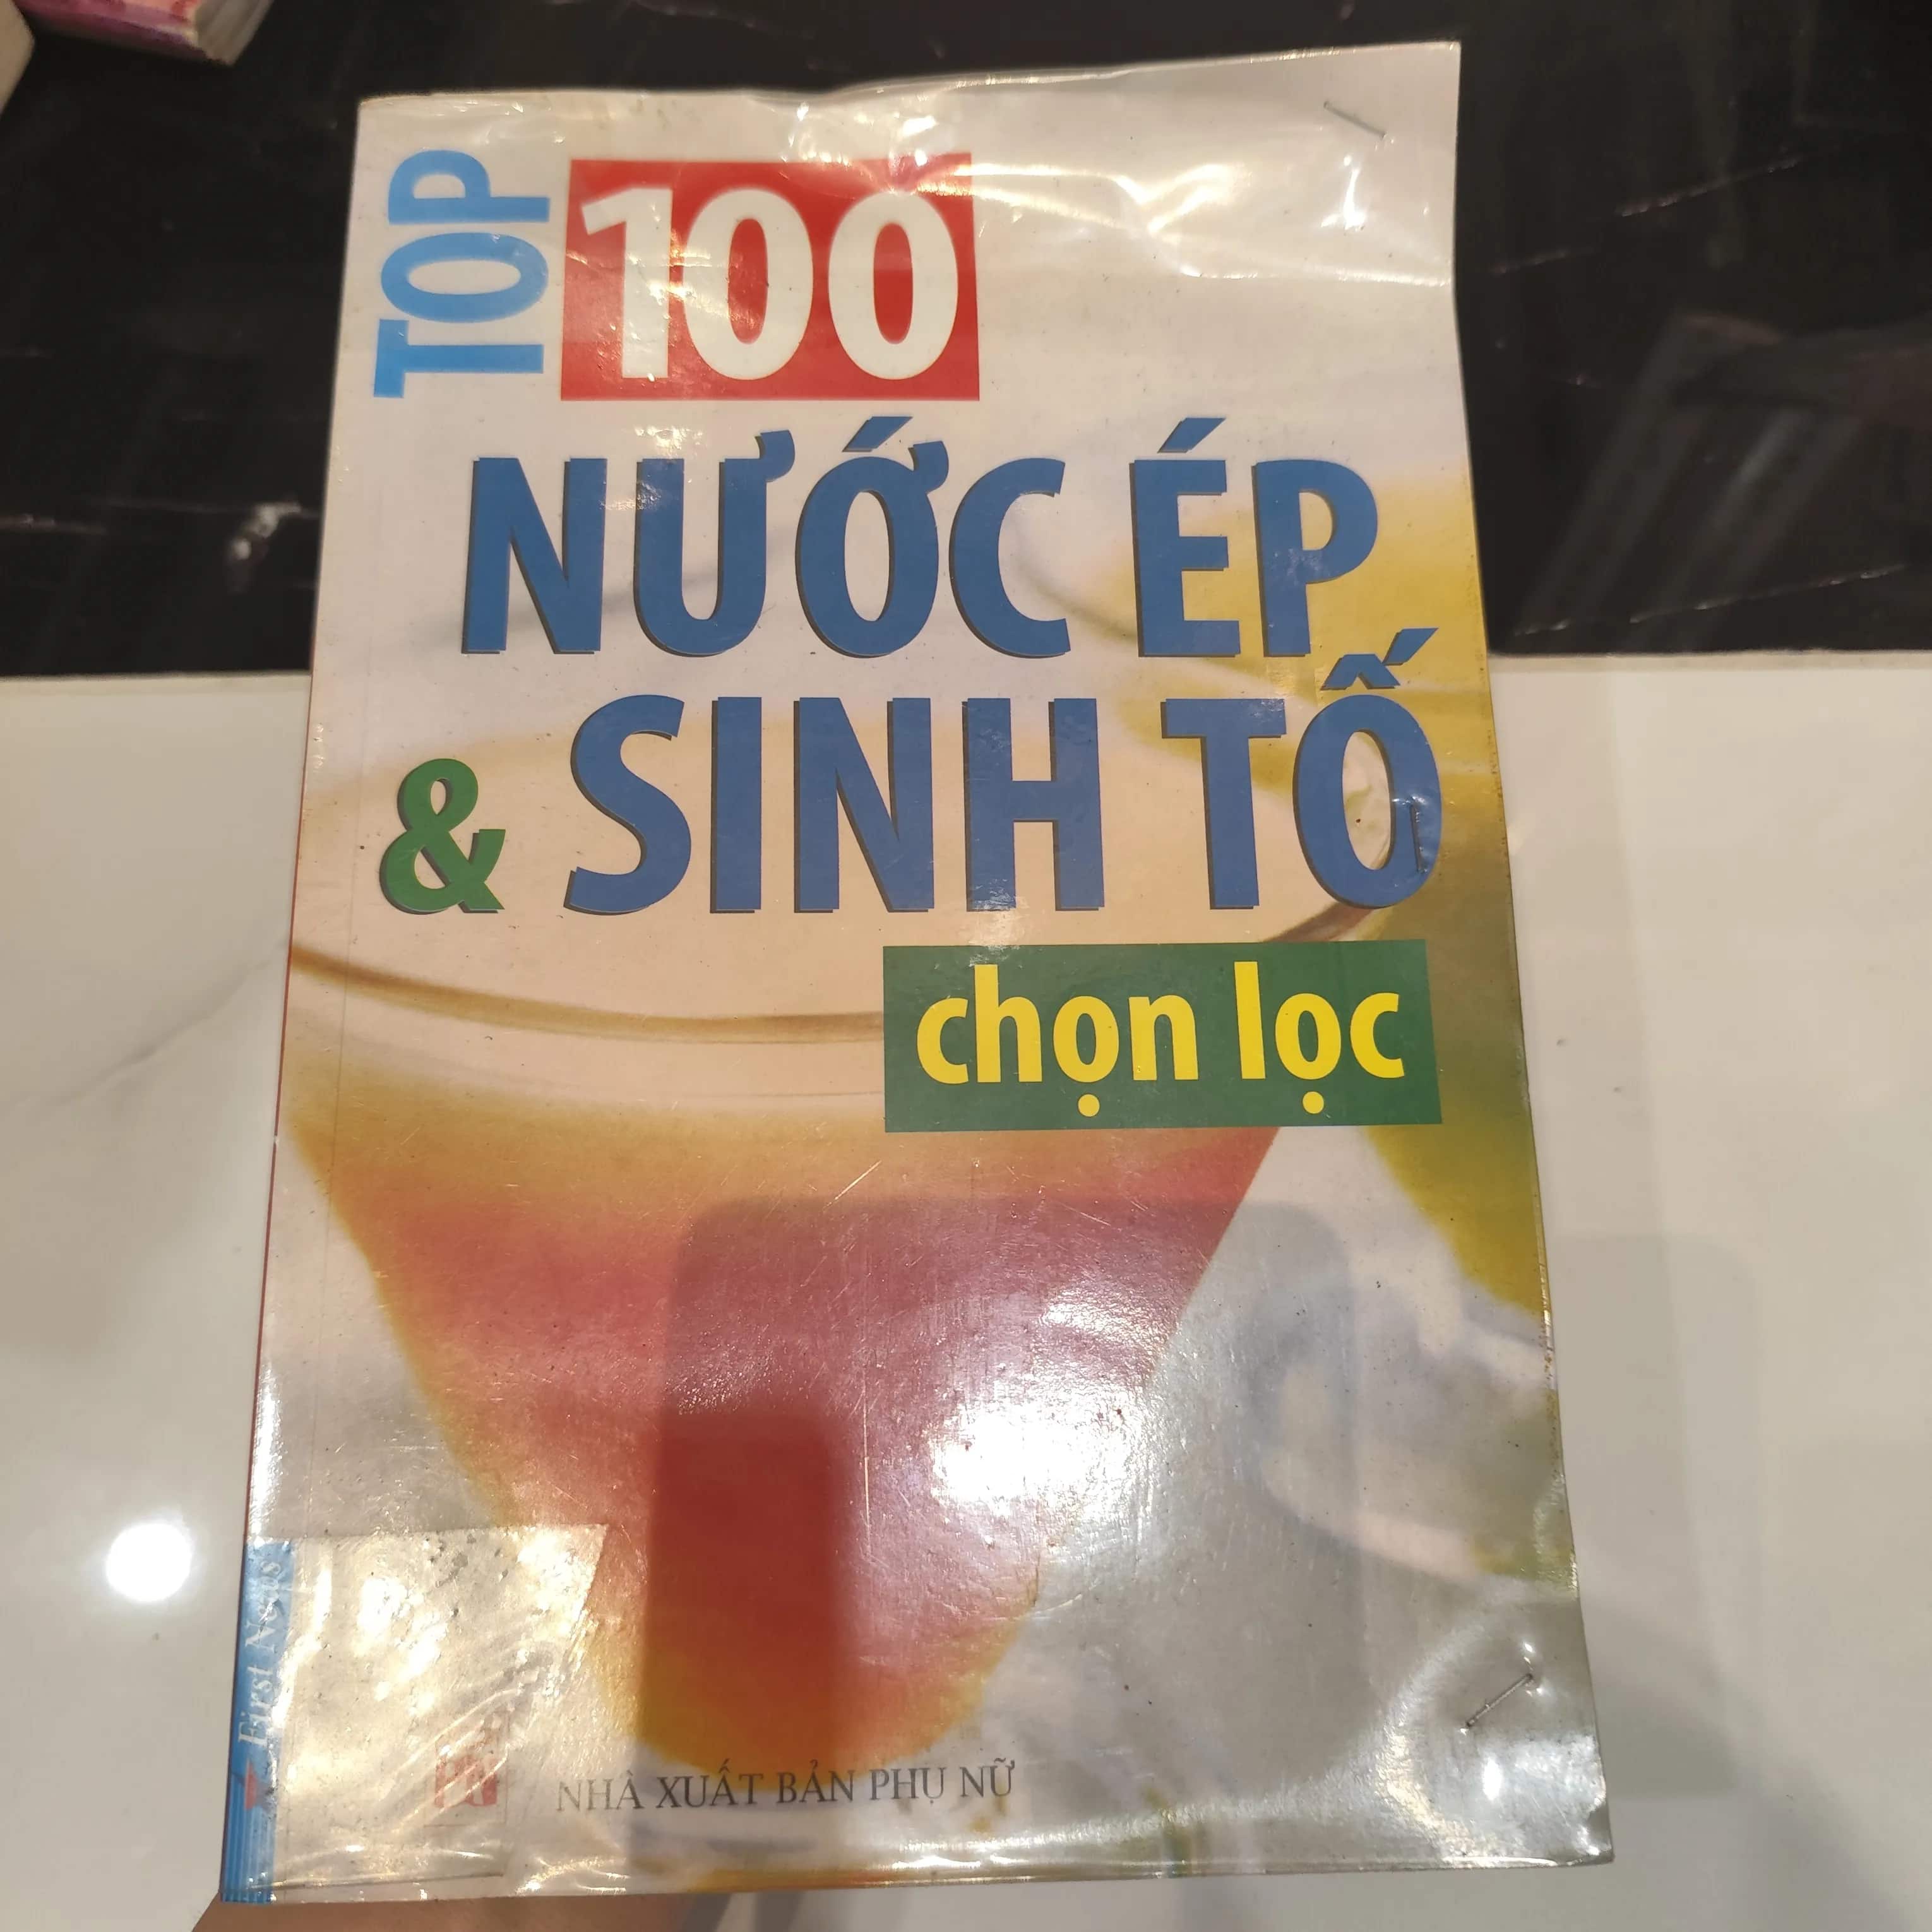 TOP
100
NƯỚC ÉP
& SINH TỐ
chọn lọc
First News
NHÀ XUẤT BẢN PHỤ NỮ